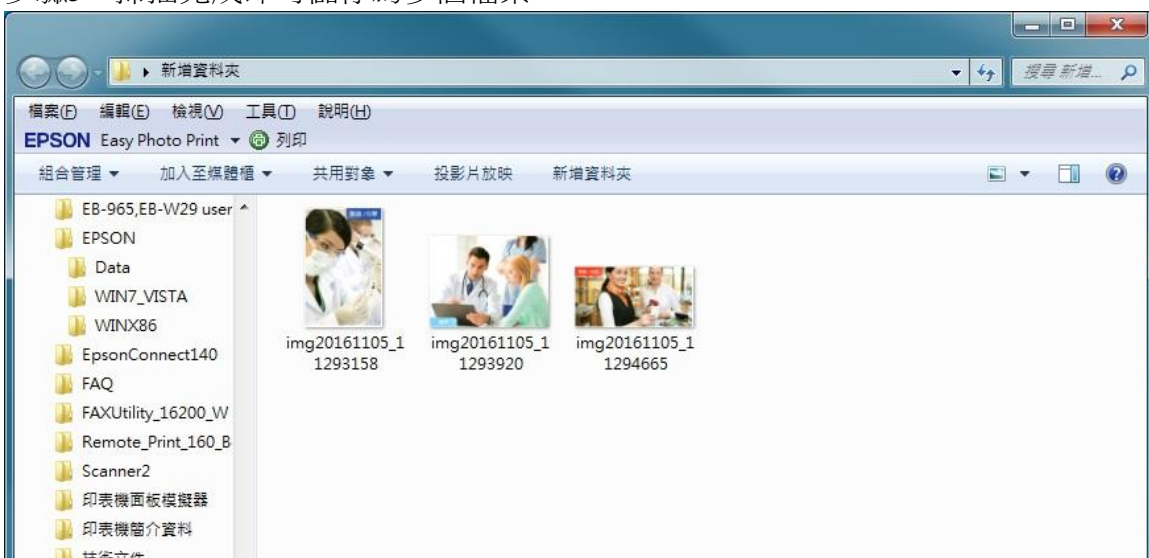 新增資料夾
搜尋 新增...
檔案(F) 編輯(E) 檢視(V) 工具(T) 說明(H)
EPSON Easy Photo Print 列印
組合管理 加入至媒體櫃 共用對象 投影片放映 新增資料夾
EB-965,EB-W29 user
EPSON
Data
WIN7_VISTA
WINX86
EpsonConnect140
FAQ
FAXUtility_16200_W
Remote_Print_160_B
Scanner2
印表機面板模擬器
印表機簡介資料
img20161105_1
1293158
img20161105_1
1293920
img20161105_1
1294665